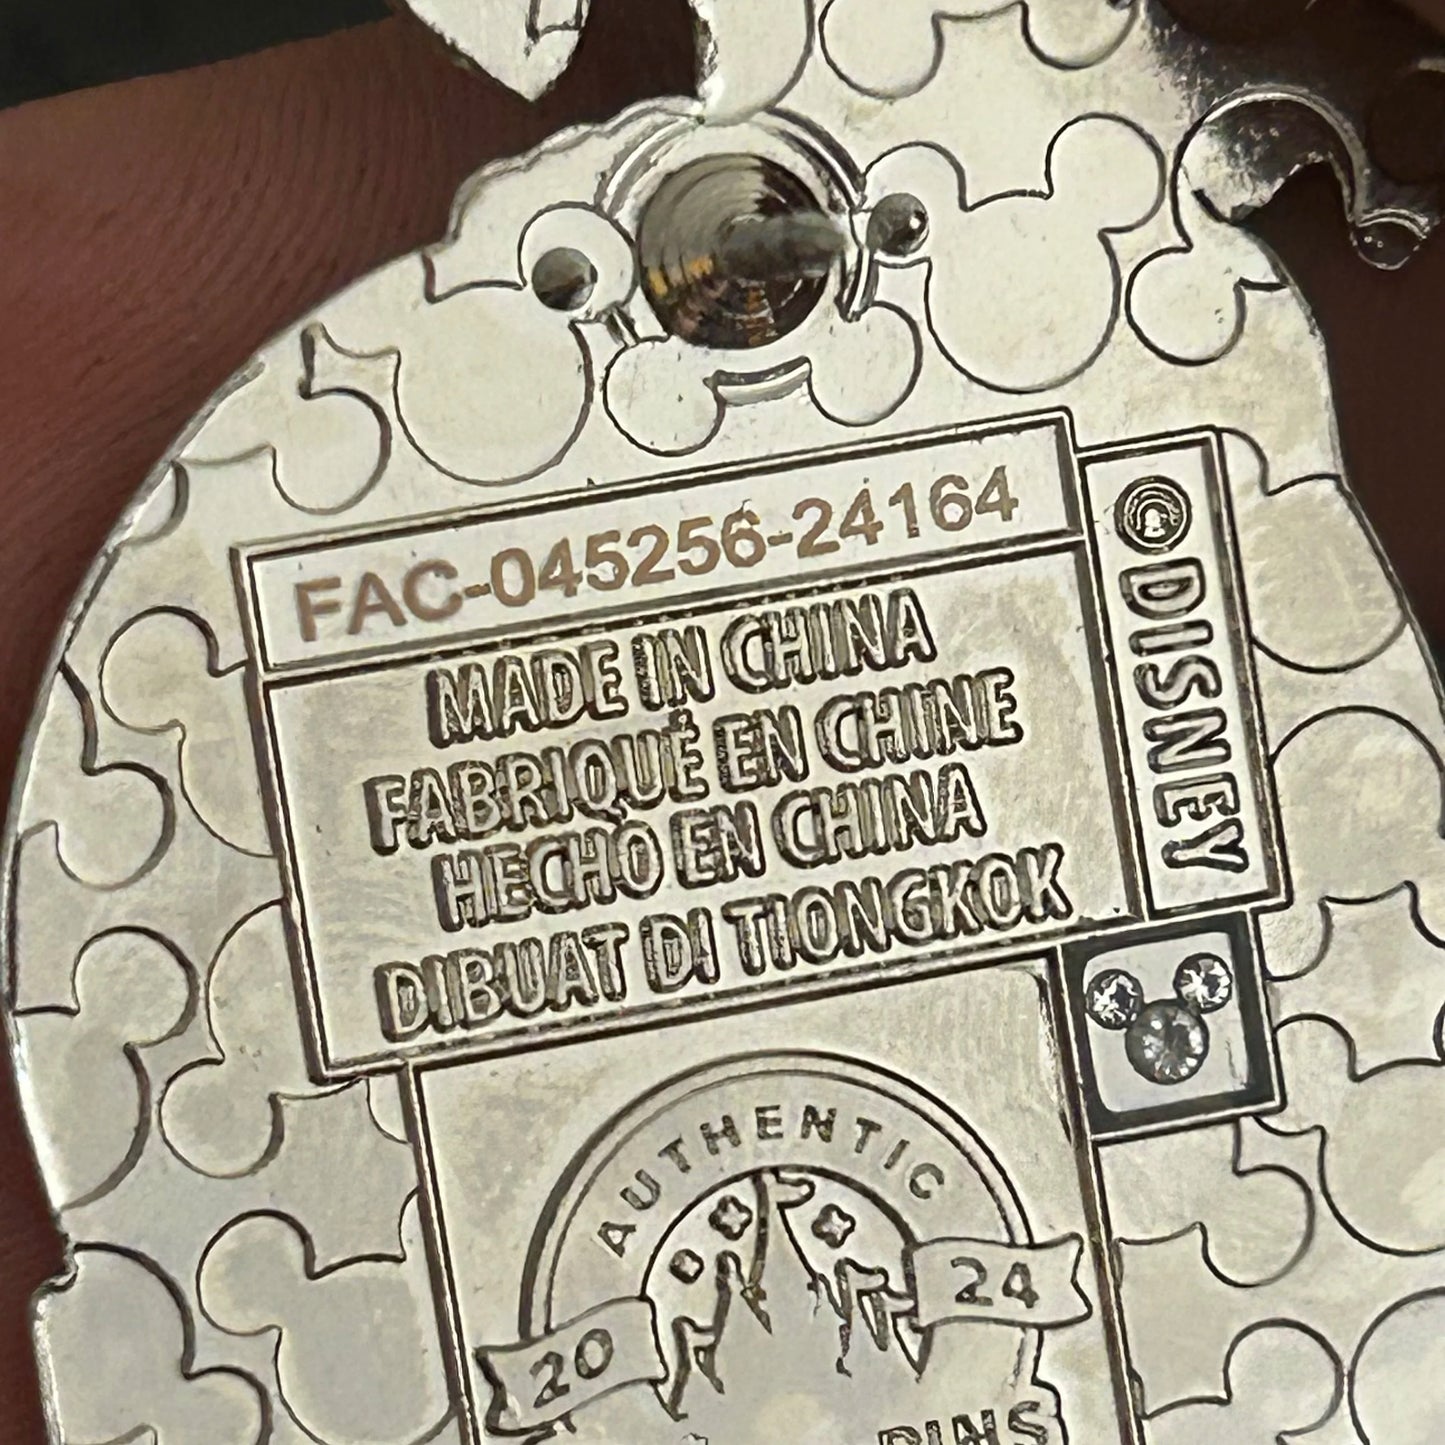 FAC-045256-24164
MADE IN CHINA
FABRIQUÉ EN CHINE
HECHO EN CHINA
DIBUAT DI TIONGKOK
© DISNEY
AUTHENTIC
20 24
PINS